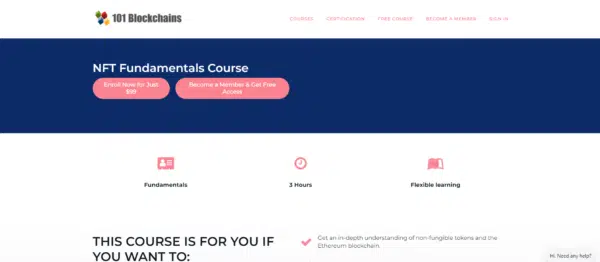 101 Blockchains
COURSES CERTIFICATION FREE COURSE BECOME A MEMBER SIGN IN
NFT Fundamentals Course
Enroll Now for Just
$99
Become a Member & Get Free
Access
Fundamentals
3 Hours
Flexible learning
THIS COURSE IS FOR YOU IF
YOU WANT TO:
Get an in-depth understanding of non-fungible tokens and the
Ethereum blockchain
Hi. Need any help?